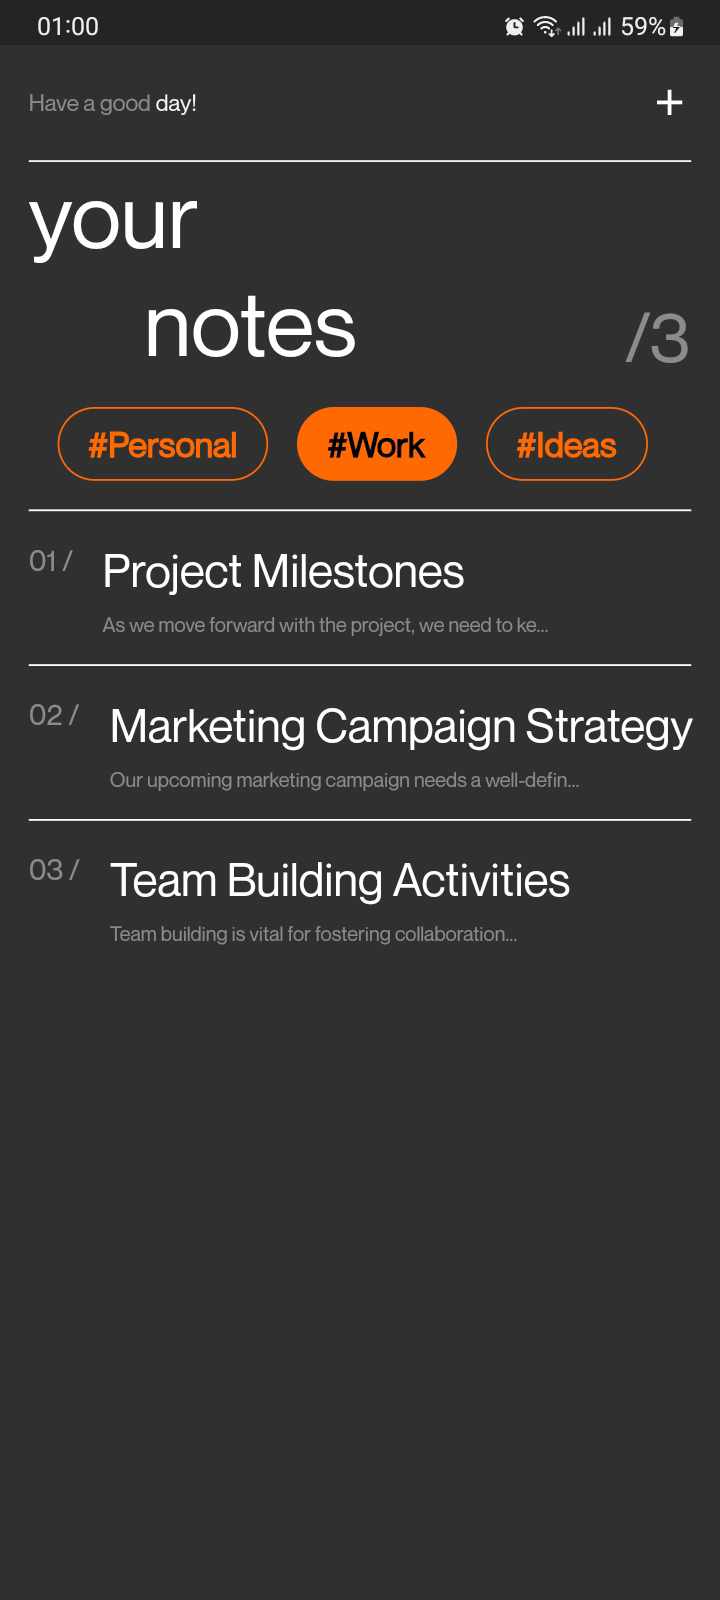 01:00 59%
Have a good day!
your
notes /3
#Personal #Work #Ideas
01 / Project Milestones
As we move forward with the project, we need to ke...
02 / Marketing Campaign Strategy
Our upcoming marketing campaign needs a well-defin...
03 / Team Building Activities
Team building is vital for fostering collaboration...